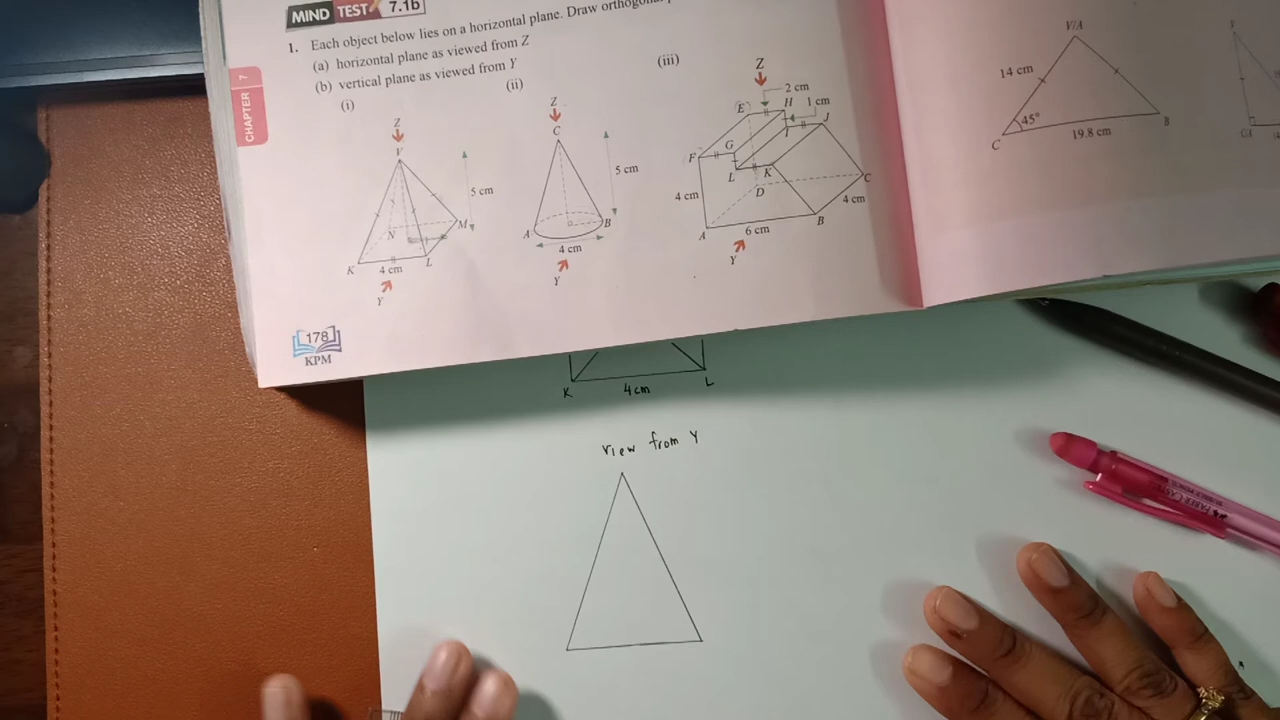 MIND TEST 7.1b
1. Each object below lies on a horizontal plane. Draw
(a) horizontal plane as viewed from Z
(b) vertical plane as viewed from Y
(i)
(ii)
(iii)
CHAPTER 7
Z
V
5 cm
M
N
K
4 cm
L
Y
Z
C
5 cm
A
B
4 cm
Y
Z
2 cm
E
H
1 cm
J
I
G
F
L
K
D
C
4 cm
4 cm
B
A
6 cm
Y
178
KPM
V/A
14 cm
45°
C
19.8 cm
B
K
4cm
L
view from Y
FABER CASTELL